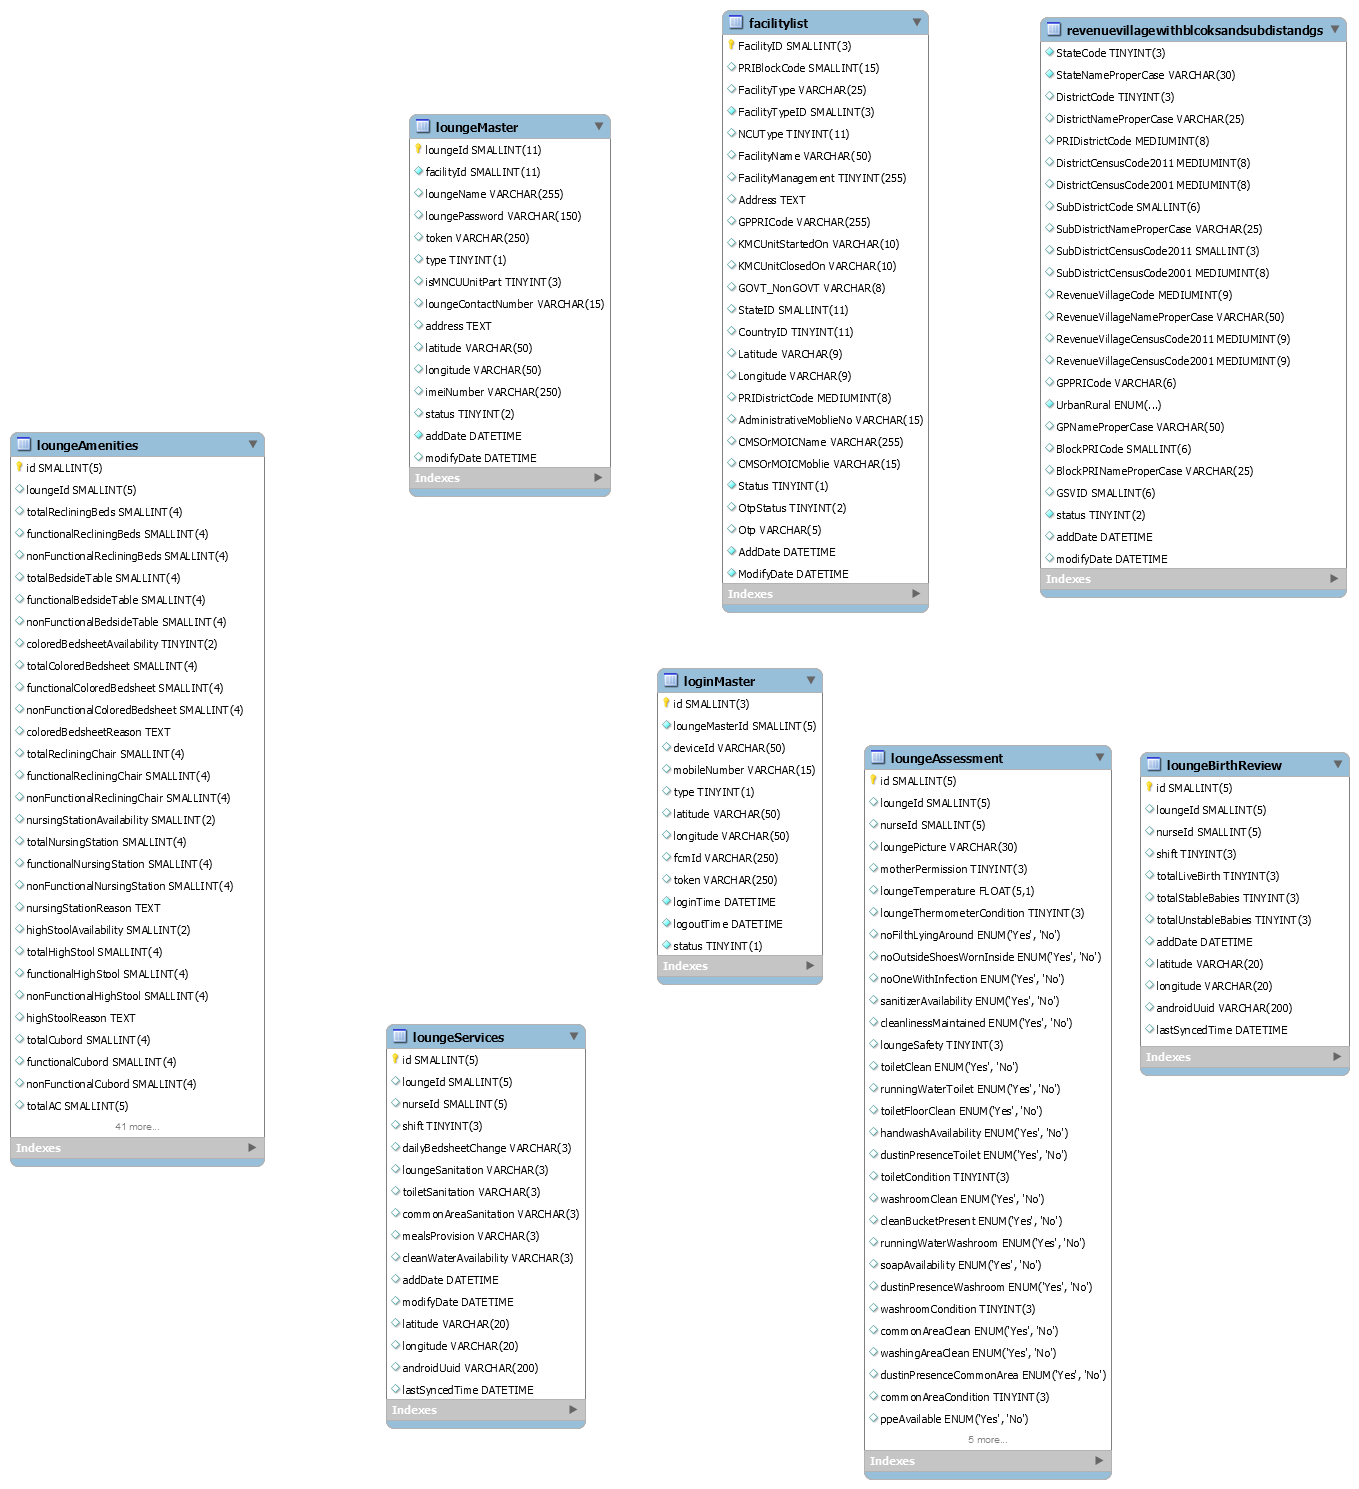 facilitylist
FacilityID SMALLINT(3)
PRIBlockCode SMALLINT(15)
FacilityType VARCHAR(25)
FacilityTypeID SMALLINT(3)
NCUType TINYINT(11)
FacilityName VARCHAR(50)
FacilityManagement TINYINT(255)
Address TEXT
GPPRICode VARCHAR(255)
KMCUnitStartedOn VARCHAR(10)
KMCUnitClosedOn VARCHAR(10)
GOVT_NonGOVT VARCHAR(8)
StateID SMALLINT(11)
CountryID TINYINT(11)
Latitude VARCHAR(9)
Longitude VARCHAR(9)
PRIDistrictCode MEDIUMINT(8)
AdministrativeMoblieNo VARCHAR(15)
CMSOrMOICName VARCHAR(255)
CMSOrMOICMoblie VARCHAR(15)
Status TINYINT(1)
OtpStatus TINYINT(2)
Otp VARCHAR(5)
AddDate DATETIME
ModifyDate DATETIME
Indexes
revenuevillagewithblcoksandsubdistandgs
StateCode TINYINT(3)
StateNameProperCase VARCHAR(30)
DistrictCode TINYINT(3)
DistrictNameProperCase VARCHAR(25)
PRIDistrictCode MEDIUMINT(8)
DistrictCensusCode2011 MEDIUMINT(8)
DistrictCensusCode2001 MEDIUMINT(8)
SubDistrictCode SMALLINT(6)
SubDistrictNameProperCase VARCHAR(25)
SubDistrictCensusCode2011 SMALLINT(3)
SubDistrictCensusCode2001 MEDIUMINT(8)
RevenueVillageCode MEDIUMINT(9)
RevenueVillageNameProperCase VARCHAR(50)
RevenueVillageCensusCode2011 MEDIUMINT(9)
RevenueVillageCensusCode2001 MEDIUMINT(9)
GPPRICode VARCHAR(6)
UrbanRural ENUM(...)
GPNameProperCase VARCHAR(50)
BlockPRICode SMALLINT(6)
BlockPRINameProperCase VARCHAR(25)
GSVID SMALLINT(6)
status TINYINT(2)
addDate DATETIME
modifyDate DATETIME
Indexes
loungeMaster
loungeId SMALLINT(11)
facilityId SMALLINT(11)
loungeName VARCHAR(255)
loungePassword VARCHAR(150)
token VARCHAR(250)
type TINYINT(1)
isMNCUUnitPart TINYINT(3)
loungeContactNumber VARCHAR(15)
address TEXT
latitude VARCHAR(50)
longitude VARCHAR(50)
imeiNumber VARCHAR(250)
status TINYINT(2)
addDate DATETIME
modifyDate DATETIME
Indexes
loungeAmenities
id SMALLINT(5)
loungeId SMALLINT(5)
totalRecliningBeds SMALLINT(4)
functionalRecliningBeds SMALLINT(4)
nonFunctionalRecliningBeds SMALLINT(4)
totalBedsideTable SMALLINT(4)
functionalBedsideTable SMALLINT(4)
nonFunctionalBedsideTable SMALLINT(4)
coloredBedsheetAvailability TINYINT(2)
totalColoredBedsheet SMALLINT(4)
functionalColoredBedsheet SMALLINT(4)
nonFunctionalColoredBedsheet SMALLINT(4)
coloredBedsheetReason TEXT
totalRecliningChair SMALLINT(4)
functionalRecliningChair SMALLINT(4)
nonFunctionalRecliningChair SMALLINT(4)
nursingStationAvailability SMALLINT(2)
totalNursingStation SMALLINT(4)
functionalNursingStation SMALLINT(4)
nonFunctionalNursingStation SMALLINT(4)
nursingStationReason TEXT
highStoolAvailability SMALLINT(2)
totalHighStool SMALLINT(4)
functionalHighStool SMALLINT(4)
nonFunctionalHighStool SMALLINT(4)
highStoolReason TEXT
totalCubord SMALLINT(4)
functionalCubord SMALLINT(4)
nonFunctionalCubord SMALLINT(4)
totalAC SMALLINT(5)
41 more...
Indexes
loginMaster
id SMALLINT(3)
loungeMasterId SMALLINT(5)
deviceId VARCHAR(50)
mobileNumber VARCHAR(15)
type TINYINT(1)
latitude VARCHAR(50)
longitude VARCHAR(50)
fcmId VARCHAR(250)
token VARCHAR(250)
loginTime DATETIME
logoutTime DATETIME
status TINYINT(1)
Indexes
loungeAssessment
id SMALLINT(5)
loungeId SMALLINT(5)
nurseId SMALLINT(5)
loungePicture VARCHAR(30)
motherPermission TINYINT(3)
loungeTemperature FLOAT(5,1)
loungeThermometerCondition TINYINT(3)
noFilthLyingAround ENUM('Yes', 'No')
noOutsideShoesWornInside ENUM('Yes', 'No')
noOneWithInfection ENUM('Yes', 'No')
sanitizerAvailability ENUM('Yes', 'No')
cleanlinessMaintained ENUM('Yes', 'No')
loungeSafety TINYINT(3)
toiletClean ENUM('Yes', 'No')
runningWaterToilet ENUM('Yes', 'No')
toiletFloorClean ENUM('Yes', 'No')
handwashAvailability ENUM('Yes', 'No')
dustinPresenceToilet ENUM('Yes', 'No')
toiletCondition TINYINT(3)
washroomClean ENUM('Yes', 'No')
cleanBucketPresent ENUM('Yes', 'No')
runningWaterWashroom ENUM('Yes', 'No')
soapAvailability ENUM('Yes', 'No')
dustinPresenceWashroom ENUM('Yes', 'No')
washroomCondition TINYINT(3)
commonAreaClean ENUM('Yes', 'No')
washingAreaClean ENUM('Yes', 'No')
dustinPresenceCommonArea ENUM('Yes', 'No')
commonAreaCondition TINYINT(3)
ppeAvailable ENUM('Yes', 'No')
5 more...
Indexes
loungeBirthReview
id SMALLINT(5)
loungeId SMALLINT(5)
nurseId SMALLINT(5)
shift TINYINT(3)
totalLiveBirth TINYINT(3)
totalStableBabies TINYINT(3)
totalUnstableBabies TINYINT(3)
addDate DATETIME
latitude VARCHAR(20)
longitude VARCHAR(20)
androidUuid VARCHAR(200)
lastSyncedTime DATETIME
Indexes
loungeServices
id SMALLINT(5)
loungeId SMALLINT(5)
nurseId SMALLINT(5)
shift TINYINT(3)
dailyBedsheetChange VARCHAR(3)
loungeSanitation VARCHAR(3)
toiletSanitation VARCHAR(3)
commonAreaSanitation VARCHAR(3)
mealsProvision VARCHAR(3)
cleanWaterAvailability VARCHAR(3)
addDate DATETIME
modifyDate DATETIME
latitude VARCHAR(20)
longitude VARCHAR(20)
androidUuid VARCHAR(200)
lastSyncedTime DATETIME
Indexes